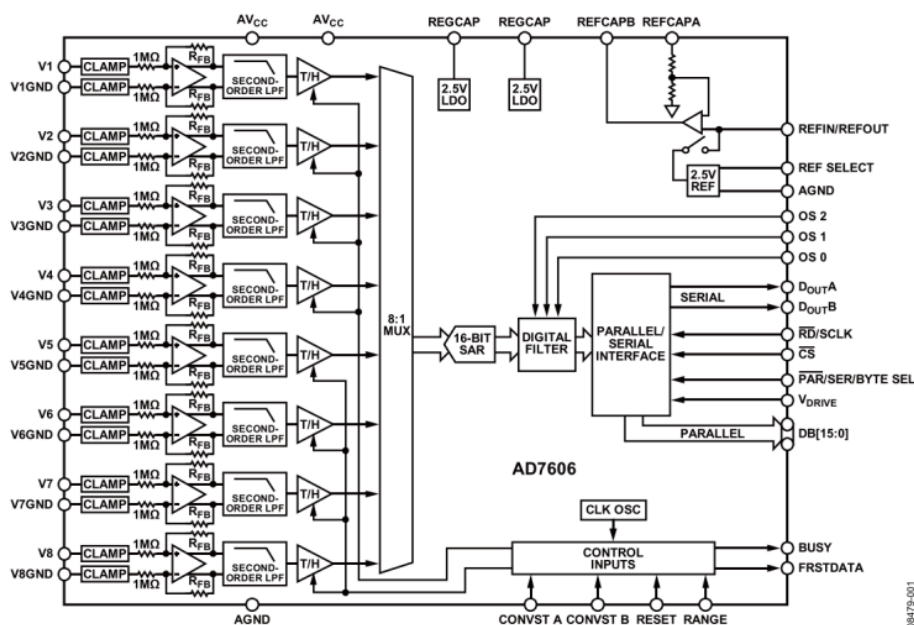 AVCC
AVCC
REGCAP
REGCAP
REFCAPB
REFCAPA
V1
CLAMP
1MΩ
RFB
V1GND
CLAMP
1MΩ
RFB
SECOND-
ORDER LPF
T/H
2.5V
LDO
2.5V
LDO
V2
CLAMP
1MΩ
RFB
V2GND
CLAMP
1MΩ
RFB
SECOND-
ORDER LPF
T/H
REFIN/REFOUT
2.5V
REF
REF SELECT
AGND
V3
CLAMP
1MΩ
RFB
V3GND
CLAMP
1MΩ
RFB
SECOND-
ORDER LPF
T/H
OS 2
OS 1
OS 0
V4
CLAMP
1MΩ
RFB
V4GND
CLAMP
1MΩ
RFB
SECOND-
ORDER LPF
T/H
8:1
MUX
16-BIT
SAR
DIGITAL
FILTER
PARALLEL/
SERIAL
INTERFACE
SERIAL
DOUTA
DOUTB
RD/SCLK
CS
PAR/SER/BYTE SEL
VDRIVE
PARALLEL
DB[15:0]
V5
CLAMP
1MΩ
RFB
V5GND
CLAMP
1MΩ
RFB
SECOND-
ORDER LPF
T/H
V6
CLAMP
1MΩ
RFB
V6GND
CLAMP
1MΩ
RFB
SECOND-
ORDER LPF
T/H
AD7606
V7
CLAMP
1MΩ
RFB
V7GND
CLAMP
1MΩ
RFB
SECOND-
ORDER LPF
T/H
CLK OSC
V8
CLAMP
1MΩ
RFB
V8GND
CLAMP
1MΩ
RFB
SECOND-
ORDER LPF
T/H
CONTROL
INPUTS
BUSY
FRSTDATA
AGND
CONVST A
CONVST B
RESET
RANGE
08479-001